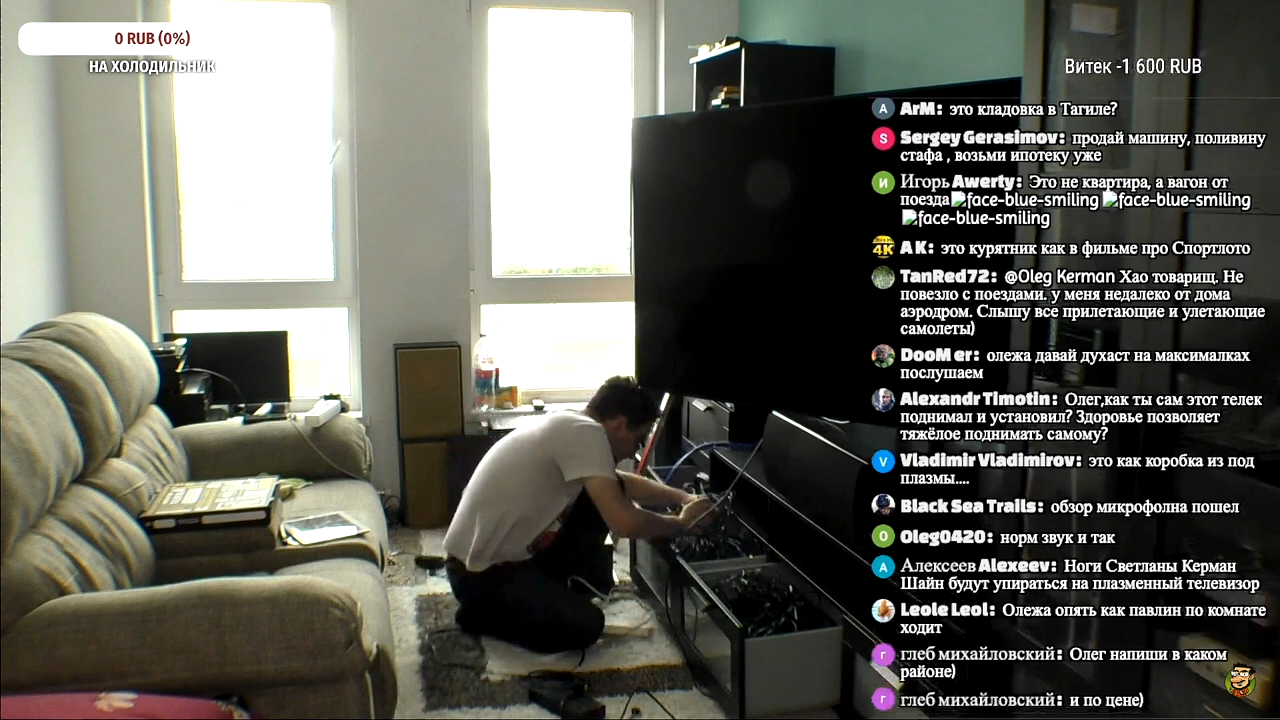 0 RUB (0%)
НА ХОЛОДИЛЬНИК
Витек -1 600 RUB
ArM: это кладовка в Тагиле?
Sergey Gerasimov: продай машину, поливину
стафа , возьми ипотеку уже
Игорь Awerty: Это не квартира, а вагон от
поезда face-blue-smiling face-blue-smiling
face-blue-smiling
A K: это курятник как в фильме про Спортлото
TanRed72: @Oleg Kerman Хао товарищ. Не
повезло с поездами. у меня недалеко от дома
аэродром. Слышу все прилетающие и улетающие
самолеты)
DooM er: олежа давай духаст на максималках
послушаем
Alexandr Timotin: Олег,как ты сам этот телек
поднимал и установил? Здоровье позволяет
тяжёлое поднимать самому?
Vladimir Vladimirov: это как коробка из под
плазмы....
Black Sea Trails: обзор микрофолна пошел
Oleg0420: норм звук и так
Алексеев Alexeev: Ноги Светланы Керман
Шайн будут упираться на плазменный телевизор
Leole Leol: Олежа опять как павлин по комнате
ходит
глеб михайловский: Олег напиши в каком
районе)
глеб михайловский: и по цене)